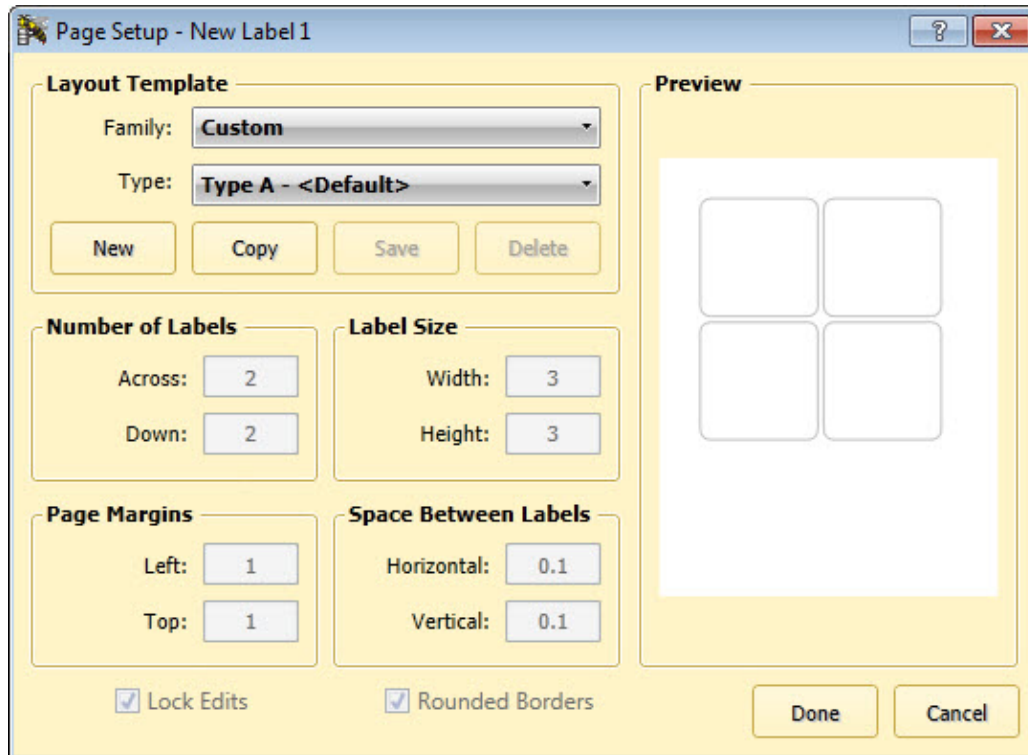 Page Setup - New Label 1
?
Layout Template
Family: Custom
Type: Type A - <Default>
New Copy Save Delete
Number of Labels
Across: 2
Down: 2
Label Size
Width: 3
Height: 3
Page Margins
Left: 1
Top: 1
Space Between Labels
Horizontal: 0.1
Vertical: 0.1
Lock Edits
Rounded Borders
Preview
Done Cancel